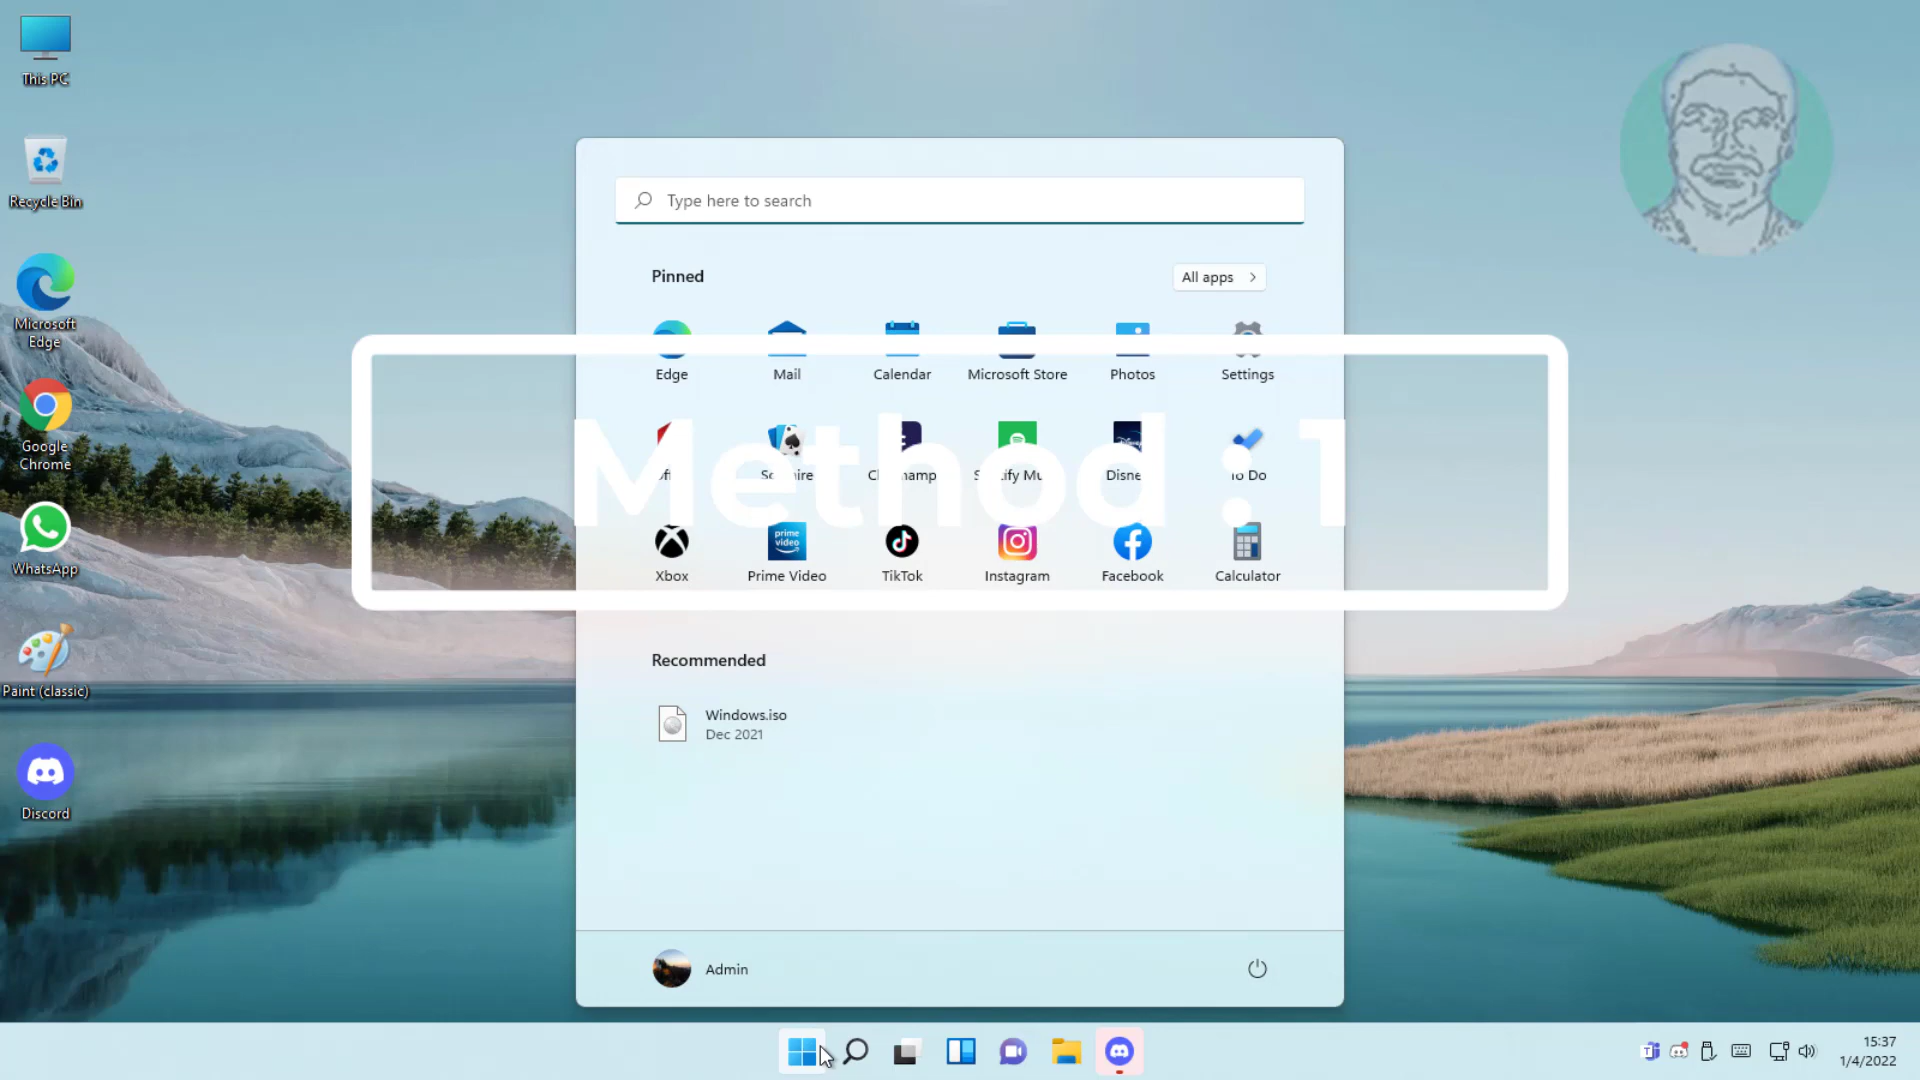 This PC
Recycle Bin
Microsoft
Edge
Google
Chrome
WhatsApp
Paint (classic)
Discord
Type here to search
Pinned
All apps
Edge
Mail
Calendar
Microsoft Store
Photos
Settings
Method : 1
To Do
prime
video
Xbox
Prime Video
TikTok
Instagram
Facebook
Calculator
Recommended
Windows.iso
Dec 2021
Admin
15:37
1/4/2022